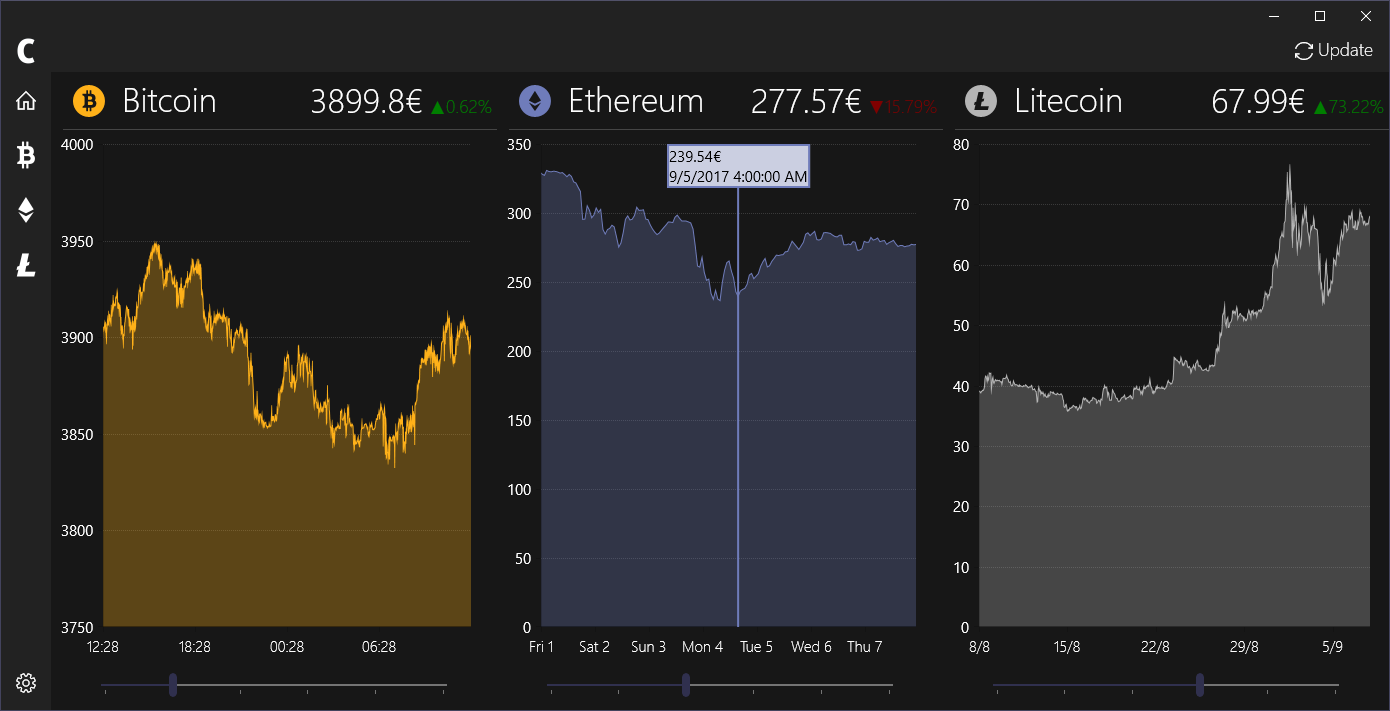 C
Update
Bitcoin 3899.8€ ▲0.62%
Ethereum 277.57€ ▼15.79%
Litecoin 67.99€ ▲73.22%
4000
3950
3900
3850
3800
3750
12:28 18:28 00:28 06:28
350
300
250
200
150
100
50
0
239.54€
9/5/2017 4:00:00 AM
Fri 1 Sat 2 Sun 3 Mon 4 Tue 5 Wed 6 Thu 7
80
70
60
50
40
30
20
10
0
8/8 15/8 22/8 29/8 5/9